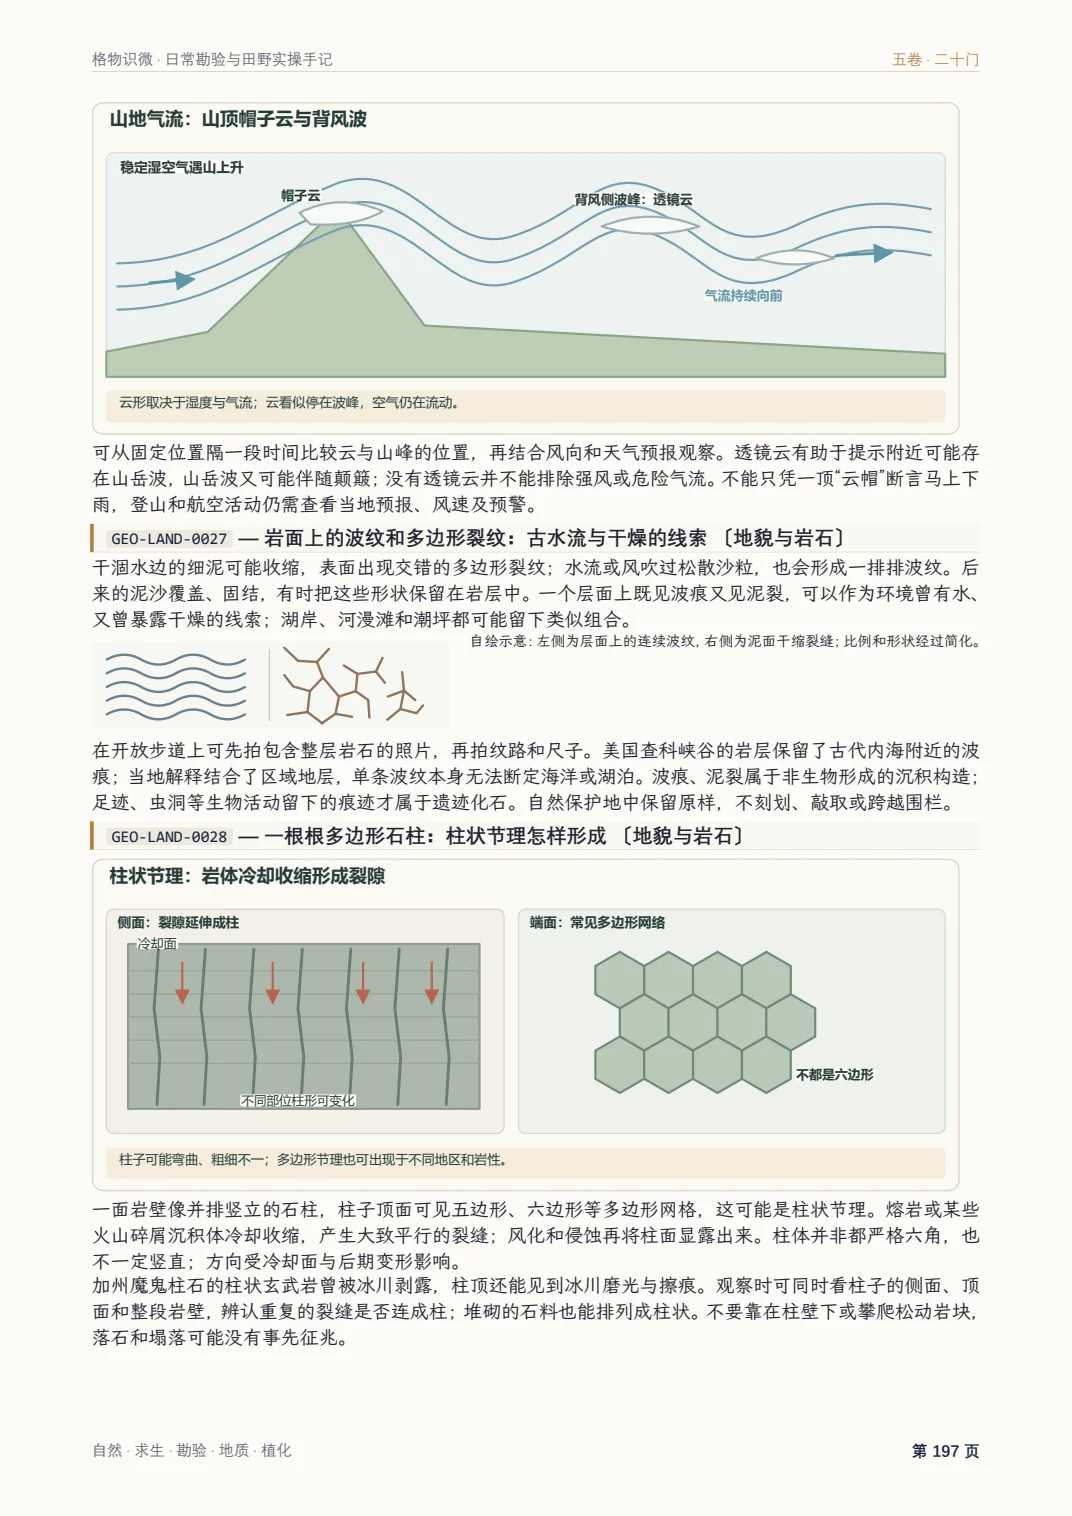 格物识微 · 日常勘验与田野实操手记
五卷 · 二十门
山地气流：山顶帽子云与背风波
稳定湿空气遇山上升
帽子云
背风侧波峰：透镜云
气流持续向前
云形取决于湿度与气流；云看似停在波峰，空气仍在流动。
可从固定位置隔一段时间比较云与山峰的位置，再结合风向和天气预报观察。透镜云有助于提示附近可能存
在山岳波，山岳波又可能伴随颠簸；没有透镜云并不能排除强风或危险气流。不能只凭一顶“云帽”断言马上下
雨，登山和航空活动仍需查看当地预报、风速及预警。
GEO-LAND-0027 — 岩面上的波纹和多边形裂纹：古水流与干燥的线索 〔地貌与岩石〕
干涸水边的细泥可能收缩，表面出现交错的多边形裂纹；水流或风吹过松散沙粒，也会形成一排排波纹。后
来的泥沙覆盖、固结，有时把这些形状保留在岩层中。一个层面上既见波痕又见泥裂，可以作为环境曾有水、
又曾暴露干燥的线索；湖岸、河漫滩和潮坪都可能留下类似组合。
自绘示意：左侧为层面上的连续波纹，右侧为泥面干缩裂缝；比例和形状经过简化。
在开放步道上可先拍包含整层岩石的照片，再拍纹路和尺子。美国查科峡谷的岩层保留了古代内海附近的波
痕；当地解释结合了区域地层，单条波纹本身无法断定海洋或湖泊。波痕、泥裂属于非生物形成的沉积构造；
足迹、虫洞等生物活动留下的痕迹才属于遗迹化石。自然保护地中保留原样，不刻划、敲取或跨越围栏。
GEO-LAND-0028 — 一根根多边形石柱：柱状节理怎样形成 〔地貌与岩石〕
柱状节理：岩体冷却收缩形成裂隙
侧面：裂隙延伸成柱
冷却面
不同部位柱形可变化
端面：常见多边形网络
不都是六边形
柱子可能弯曲、粗细不一；多边形节理也可出现于不同地区和岩性。
一面岩壁像并排竖立的石柱，柱子顶面可见五边形、六边形等多边形网格，这可能是柱状节理。熔岩或某些
火山碎屑沉积体冷却收缩，产生大致平行的裂缝；风化和侵蚀再将柱面显露出来。柱体并非都严格六角，也
不一定竖直；方向受冷却面与后期变形影响。
加州魔鬼柱石的柱状玄武岩曾被冰川剥露，柱顶还能见到冰川磨光与擦痕。观察时可同时看柱子的侧面、顶
面和整段岩壁，辨认重复的裂缝是否连成柱；堆砌的石料也能排列成柱状。不要靠在柱壁下或攀爬松动岩块，
落石和塌落可能没有事先征兆。
自然 · 求生 · 勘验 · 地质 · 植化
第 197 页